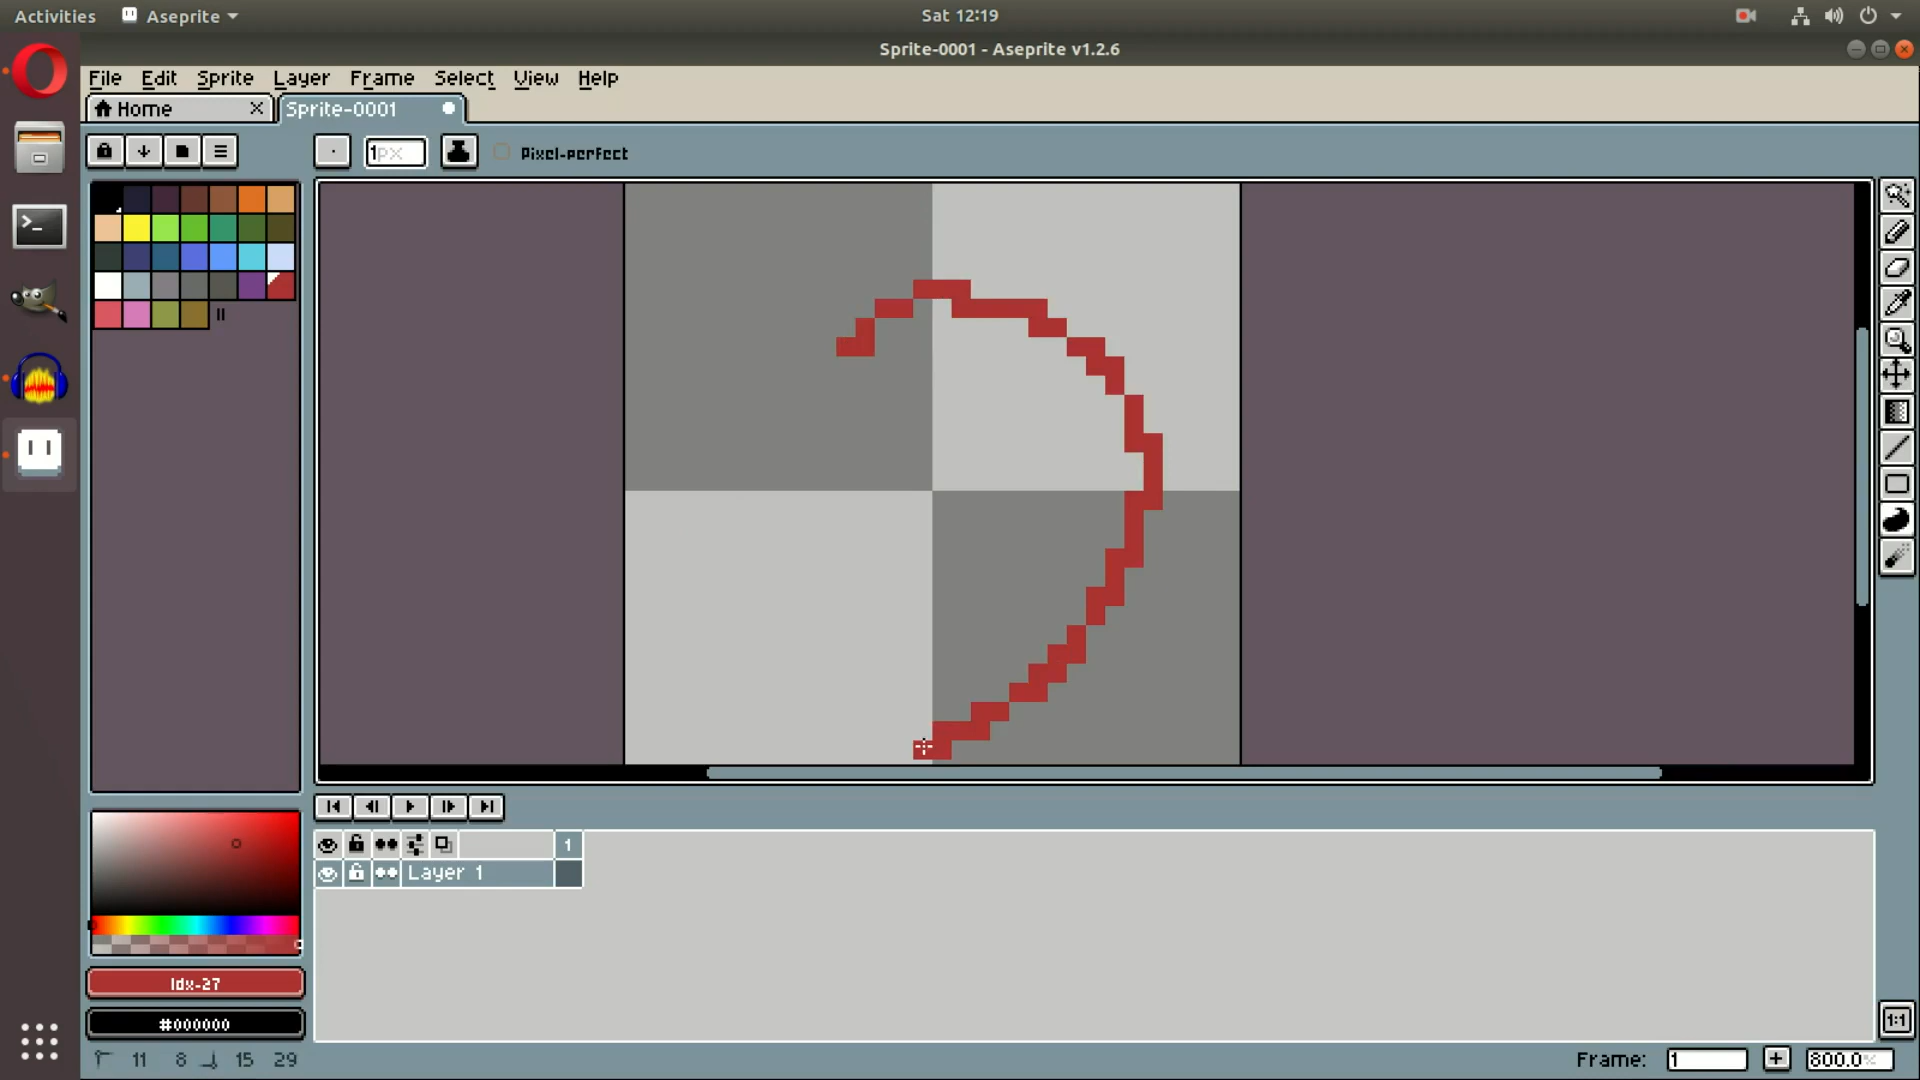 Activities Aseprite Sat 12:19
Sprite-0001 - Aseprite v1.2.6
File Edit Sprite Layer Frame Select View Help
Home Sprite-0001
1px Pixel-perfect
1
Layer 1
Idx-27
#000000
1:1
11 8 15 29 Frame: 1 + 800.0%